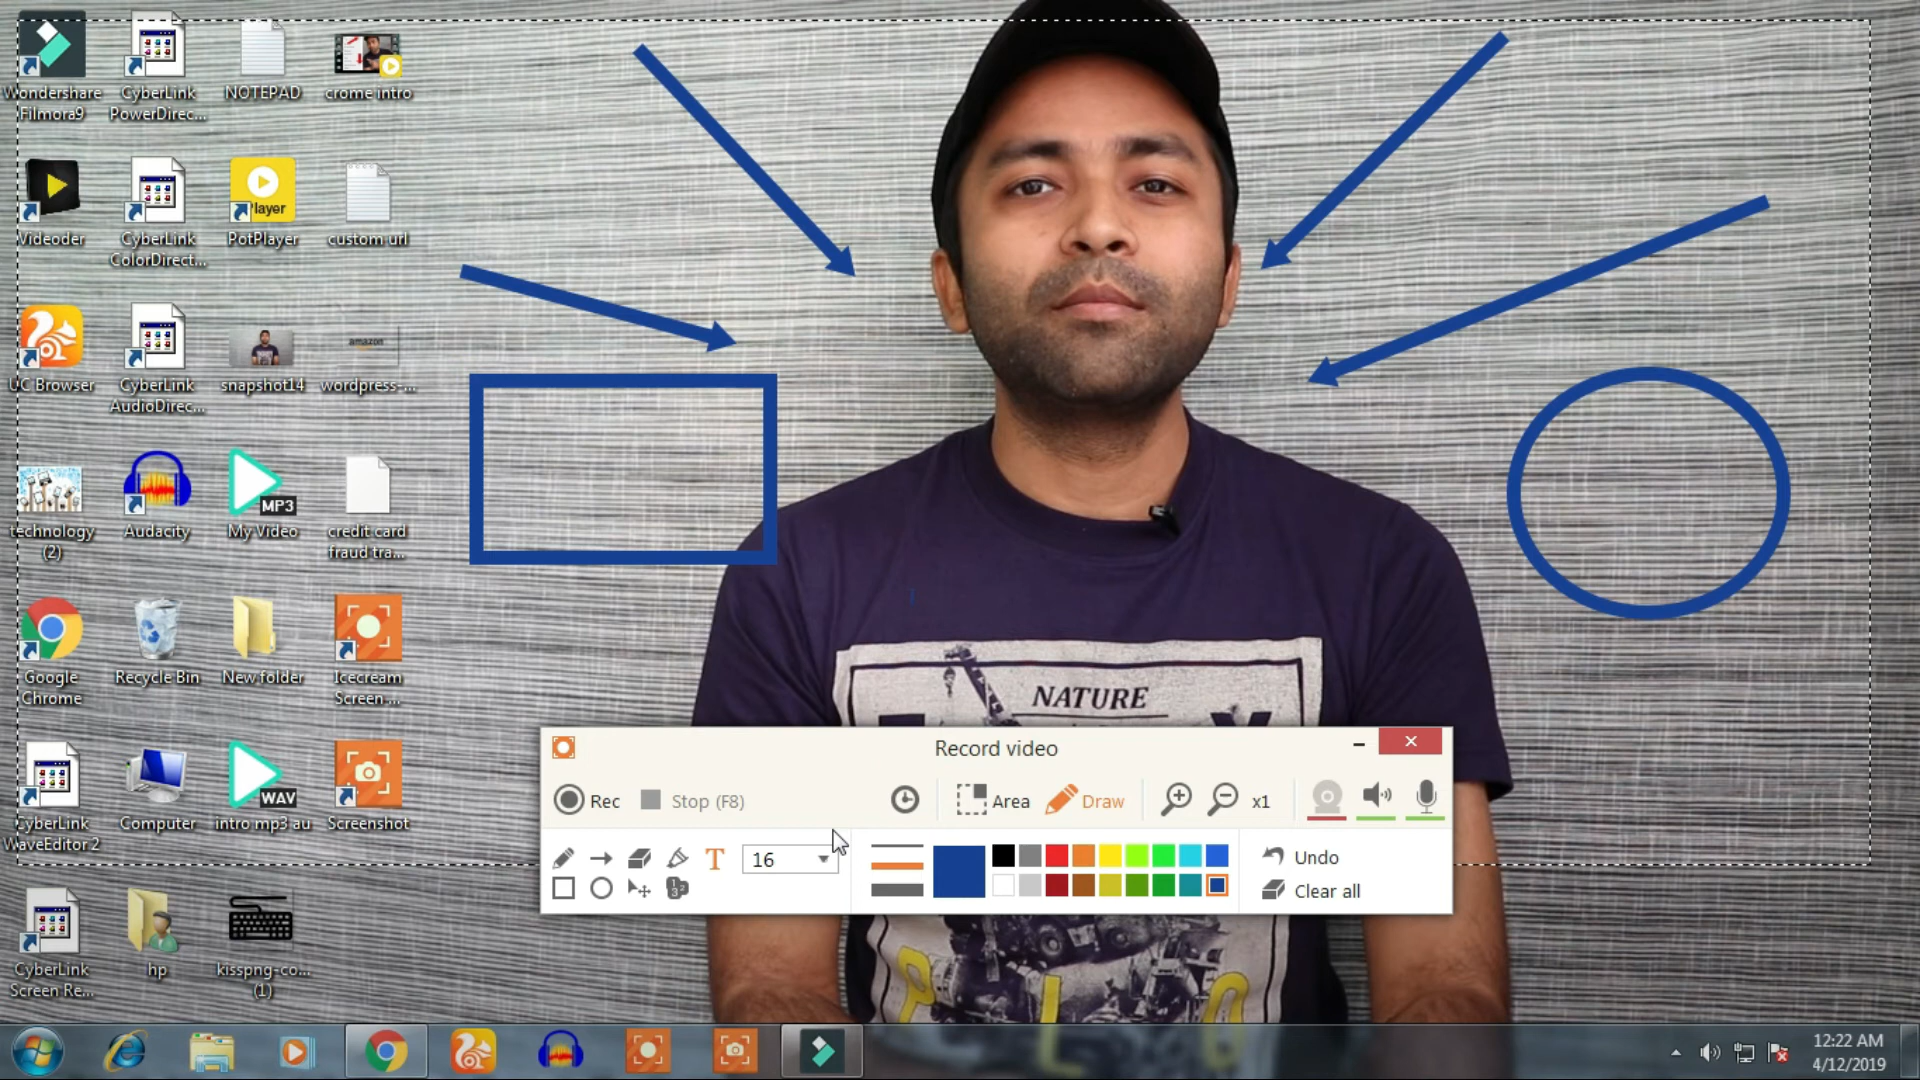 Wondershare
Filmora9
CyberLink
PowerDirec...
NOTEPAD
crome intro
Videoder
CyberLink
ColorDirect...
Player
PotPlayer
custom url
UC Browser
CyberLink
AudioDirec...
snapshot14
amazon
wordpress-...
technology
(2)
Audacity
MP3
My Video
credit card
fraud tra...
Google
Chrome
Recycle Bin
New folder
Icecream
Screen ...
CyberLink
WaveEditor 2
Computer
WAV
intro mp3 au
Screenshot
CyberLink
Screen Re...
hp
kisspng-co...
(1)
NATURE
Record video
Rec
Stop (F8)
Area
Draw
x1
T
16
Undo
Clear all
12:22 AM
4/12/2019